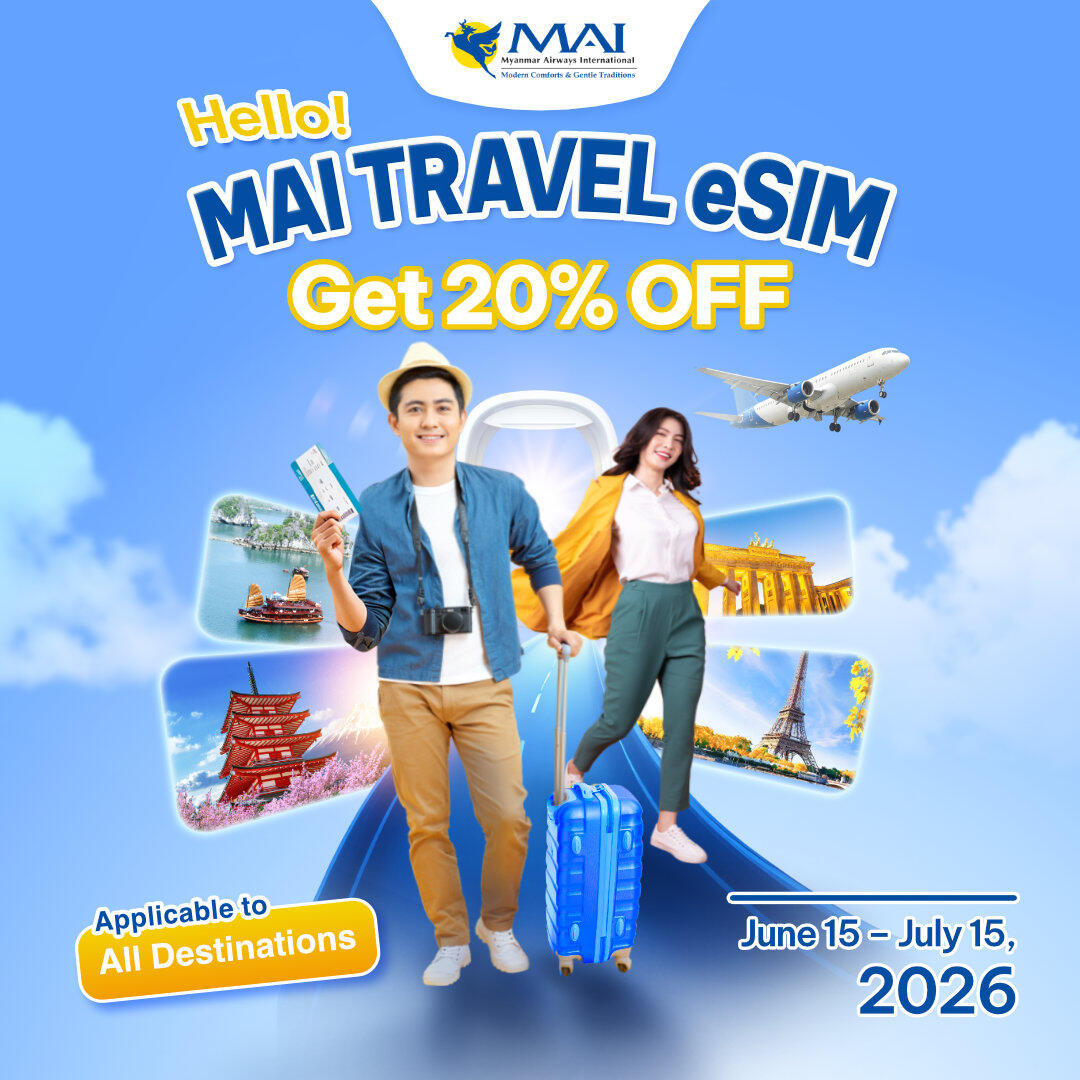 MAI
Myanmar Airways International
Modern Comforts & Gentle Traditions
Hello!
MAI TRAVEL eSIM
Get 20% OFF
Applicable to
All Destinations
June 15 – July 15,
2026